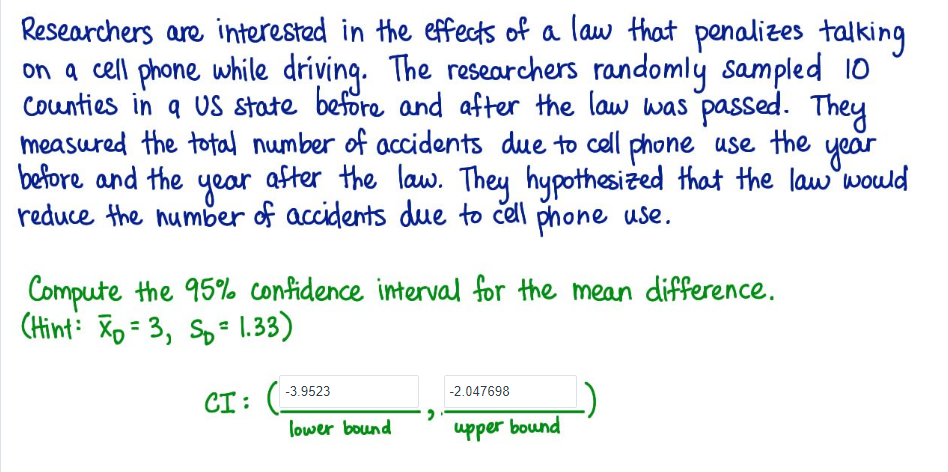 Researchers are interested in the effects of a law that penalizes talking
on a cell phone while driving. The researchers randomly sampled 10
counties in a US state before and after the law was passed. They
measured the total number of accidents due to cell phone use the year
before and the year after the law. They hypothesized that the law would
reduce the number of accidents due to cell phone use.
Compute the 95% confidence interval for the mean difference.
(Hint: x̄_D = 3, S_D = 1.33)
CI: (-3.9523, -2.047698)
lower bound upper bound